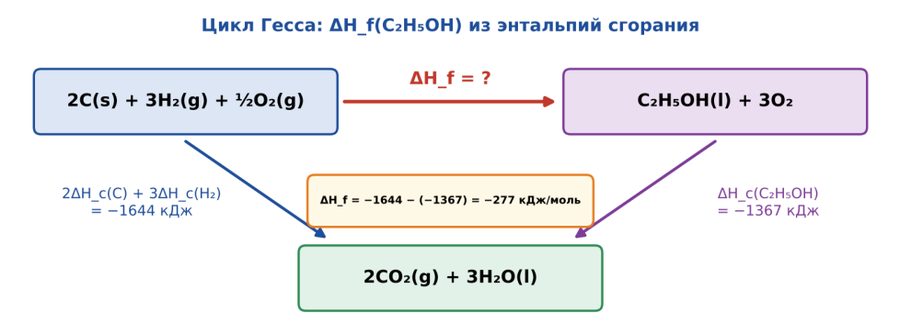 Цикл Гесса: ΔH_f(C₂H₅OH) из энтальпий сгорания
ΔH_f = ?
2C(s) + 3H₂(g) + ½O₂(g)
C₂H₅OH(l) + 3O₂
2ΔH_c(C) + 3ΔH_c(H₂)
= −1644 кДж
ΔH_f = −1644 − (−1367) = −277 кДж/моль
ΔH_c(C₂H₅OH)
= −1367 кДж
2CO₂(g) + 3H₂O(l)